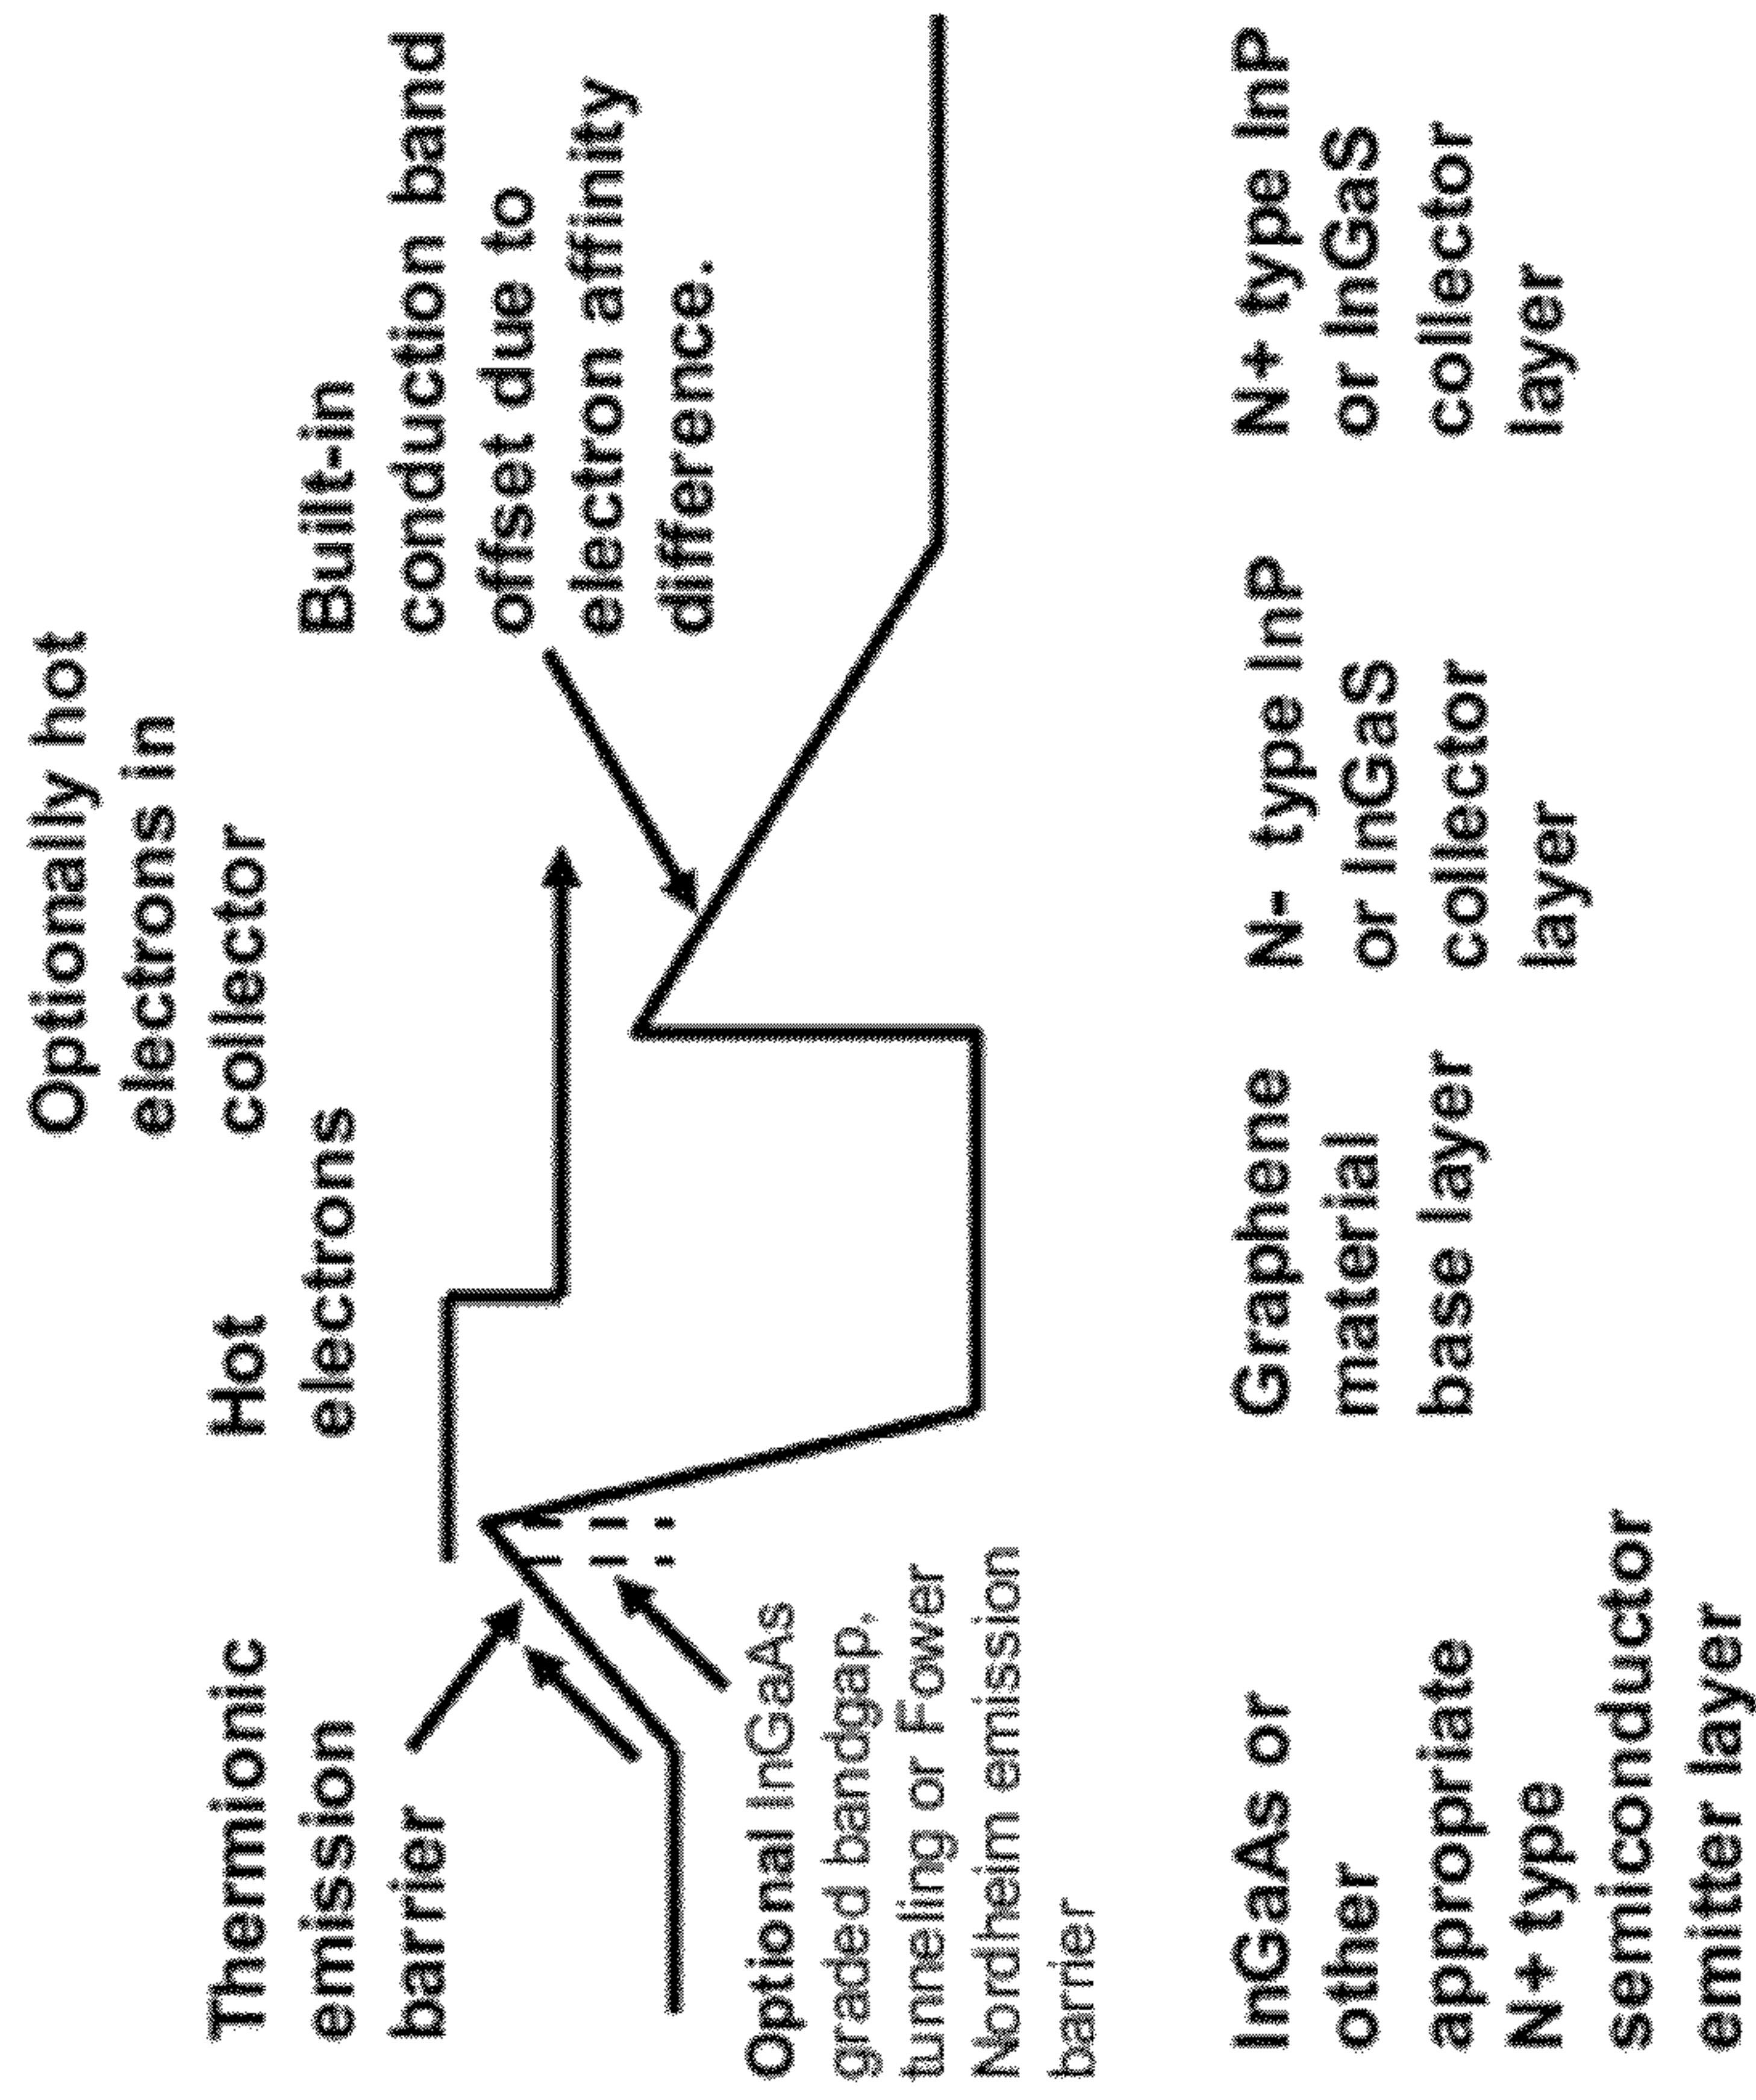 Thermionic
emission
barrier
Hot
electrons
Optionally hot
electrons in
collector
Built-in
conduction band
offset due to
electron affinity
difference.
Optional InGaAs
graded bandgap,
tunneling or Fower
Nordheim emission
barrier
InGaAs or
other
appropriate
N+ type
semiconductor
emitter layer
Graphene
material
base layer
N- type InP
or InGaS
collector
layer
N+ type InP
or InGaS
collector
layer